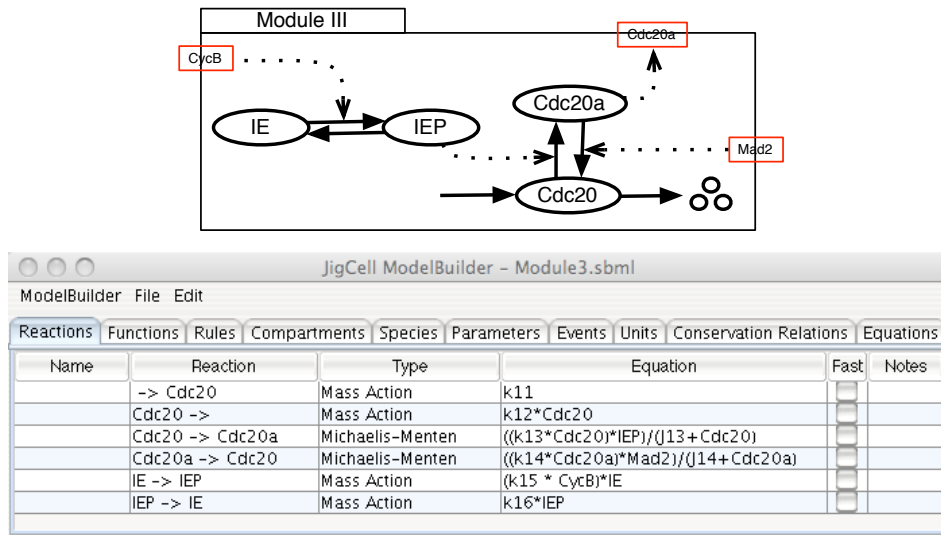 Module III
Cdc20a
CycB
Cdc20a
IE
IEP
Mad2
Cdc20
JigCell ModelBuilder - Module3.sbml
ModelBuilder File Edit
Reactions Functions Rules Compartments Species Parameters Events Units Conservation Relations Equations
Name Reaction Type Equation Fast Notes
-> Cdc20 Mass Action k11
Cdc20 -> Mass Action k12*Cdc20
Cdc20 -> Cdc20a Michaelis-Menten ((k13*Cdc20)*IEP)/(J13+Cdc20)
Cdc20a -> Cdc20 Michaelis-Menten ((k14*Cdc20a)*Mad2)/(J14+Cdc20a)
IE -> IEP Mass Action (k15 * CycB)*IE
IEP -> IE Mass Action k16*IEP